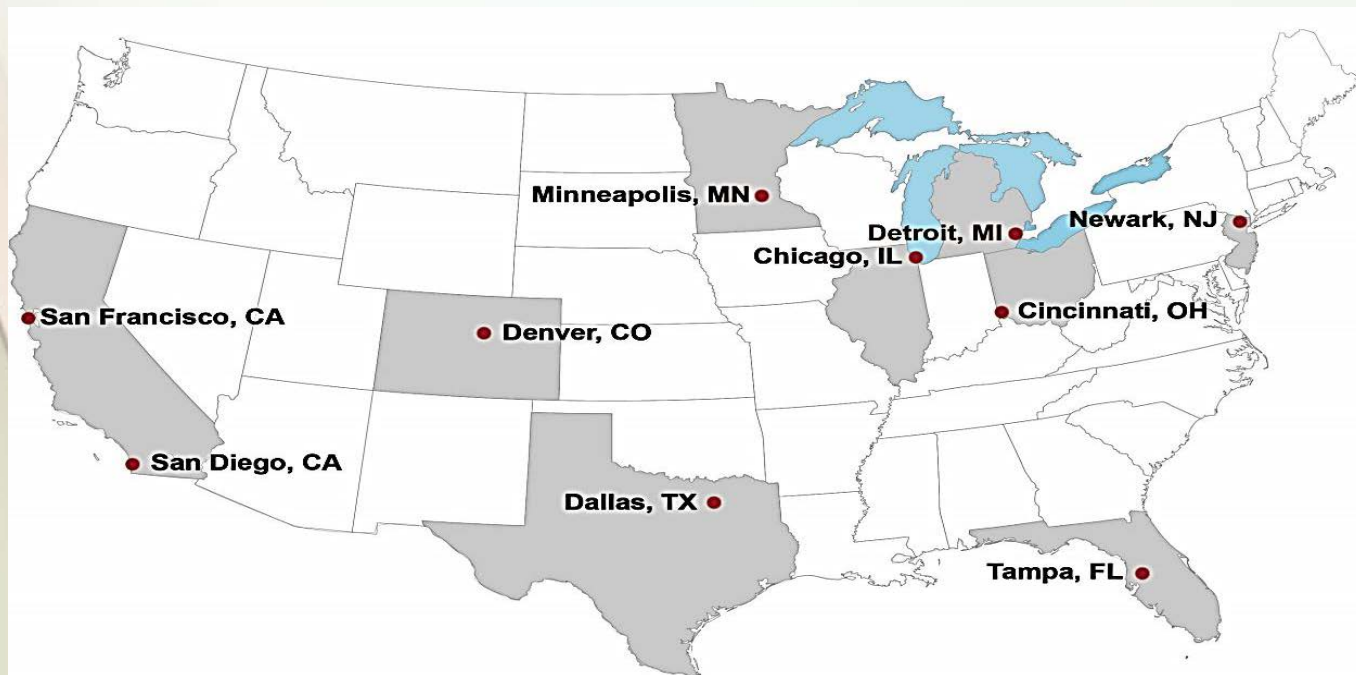 Minneapolis, MN
Newark, NJ
Detroit, MI
Chicago, IL
Cincinnati, OH
San Francisco, CA
Denver, CO
San Diego, CA
Dallas, TX
Tampa, FL